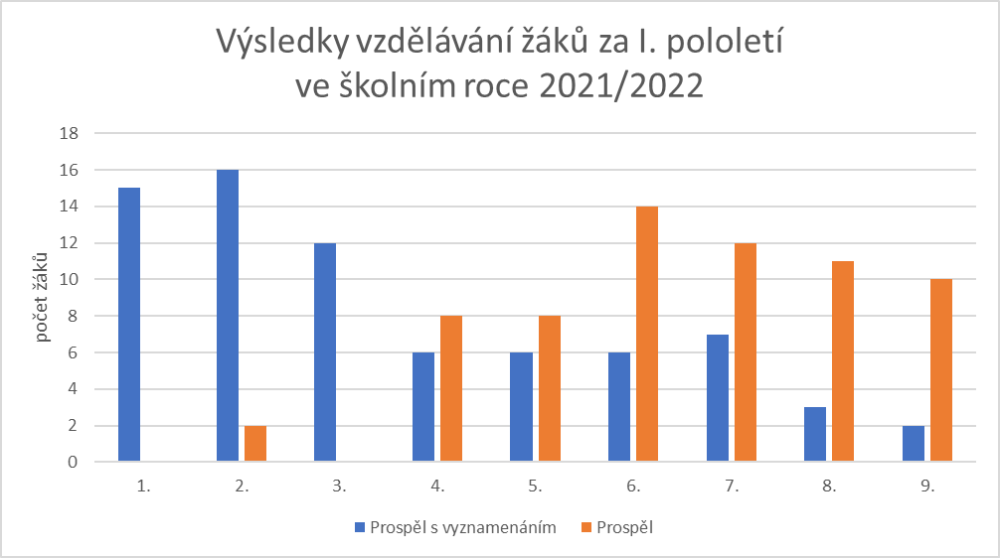 Výsledky vzdělávání žáků za I. pololetí
ve školním roce 2021/2022
počet žáků
18
16
14
12
10
8
6
4
2
0
1. 2. 3. 4. 5. 6. 7. 8. 9.
Prospěl s vyznamenáním Prospěl